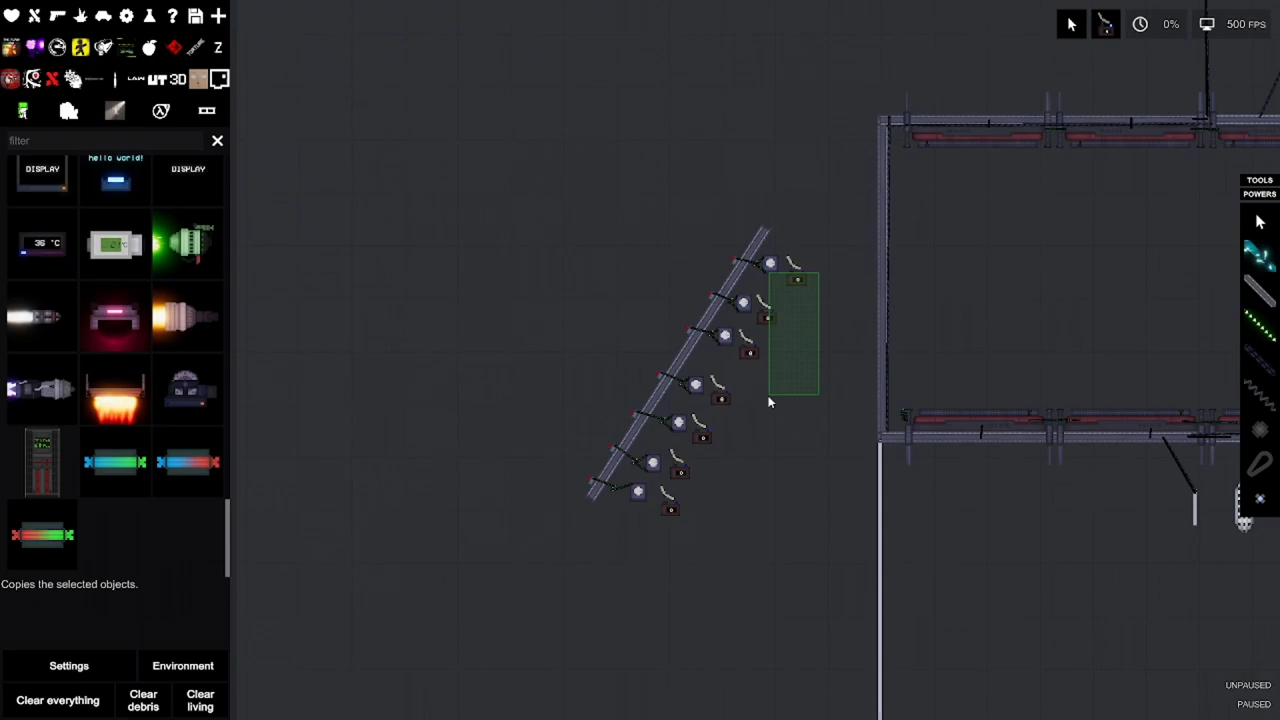 0%
500 FPS
Z
LAW
UT
3D
filter
hello world!
DISPLAY
DISPLAY
36 °C
Copies the selected objects.
Settings
Environment
Clear everything
Clear debris
Clear living
TOOLS
POWERS
UNPAUSED
PAUSED